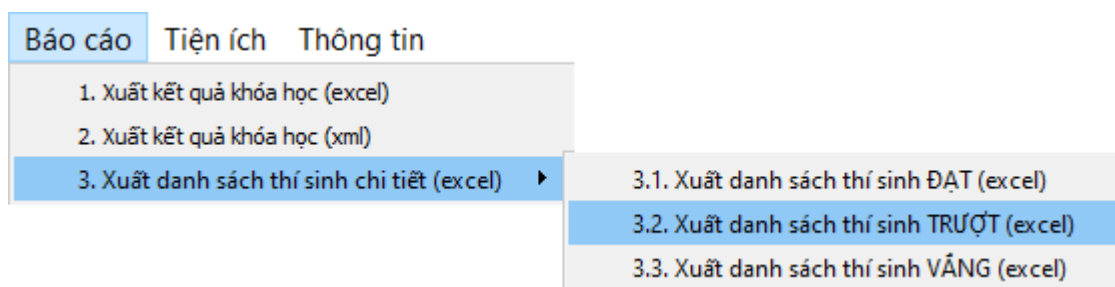 Báo cáo Tiện ích Thông tin
1. Xuất kết quả khóa học (excel)
2. Xuất kết quả khóa học (xml)
3. Xuất danh sách thí sinh chi tiết (excel)
3.1. Xuất danh sách thí sinh ĐẠT (excel)
3.2. Xuất danh sách thí sinh TRƯỢT (excel)
3.3. Xuất danh sách thí sinh VẮNG (excel)